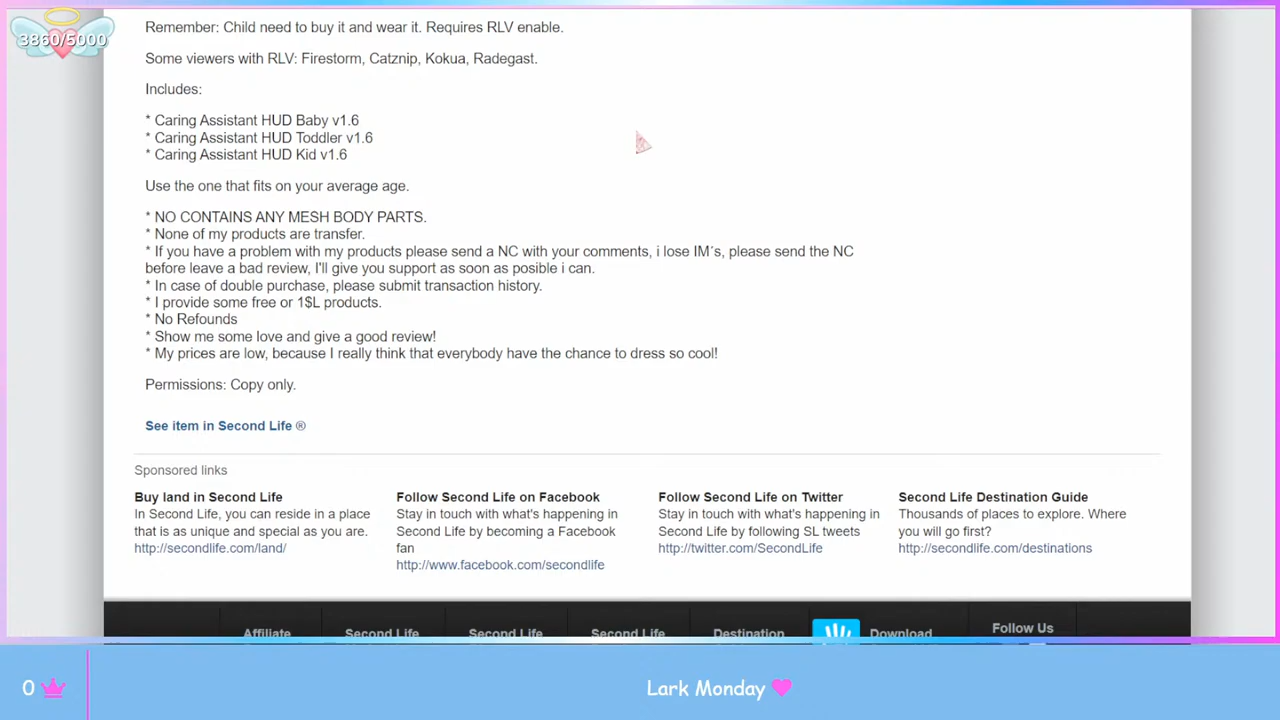 Remember: Child need to buy it and wear it. Requires RLV enable.
3860/5000
Some viewers with RLV: Firestorm, Catznip, Kokua, Radegast.
Includes:
* Caring Assistant HUD Baby v1.6
* Caring Assistant HUD Toddler v1.6
* Caring Assistant HUD Kid v1.6
Use the one that fits on your average age.
* NO CONTAINS ANY MESH BODY PARTS.
* None of my products are transfer.
* If you have a problem with my products please send a NC with your comments, i lose IM´s, please send the NC
before leave a bad review, I'll give you support as soon as posible i can.
* In case of double purchase, please submit transaction history.
* I provide some free or 1$L products.
* No Refounds
* Show me some love and give a good review!
* My prices are low, because I really think that everybody have the chance to dress so cool!
Permissions: Copy only.
See item in Second Life ®
Sponsored links
Buy land in Second Life
In Second Life, you can reside in a place
that is as unique and special as you are.
http://secondlife.com/land/
Follow Second Life on Facebook
Stay in touch with what's happening in
Second Life by becoming a Facebook
fan
http://www.facebook.com/secondlife
Follow Second Life on Twitter
Stay in touch with what's happening in
Second Life by following SL tweets
http://twitter.com/SecondLife
Second Life Destination Guide
Thousands of places to explore. Where
you will go first?
http://secondlife.com/destinations
Affiliate
Second Life
Second Life
Second Life
Destination
Download
Follow Us
0
Lark Monday